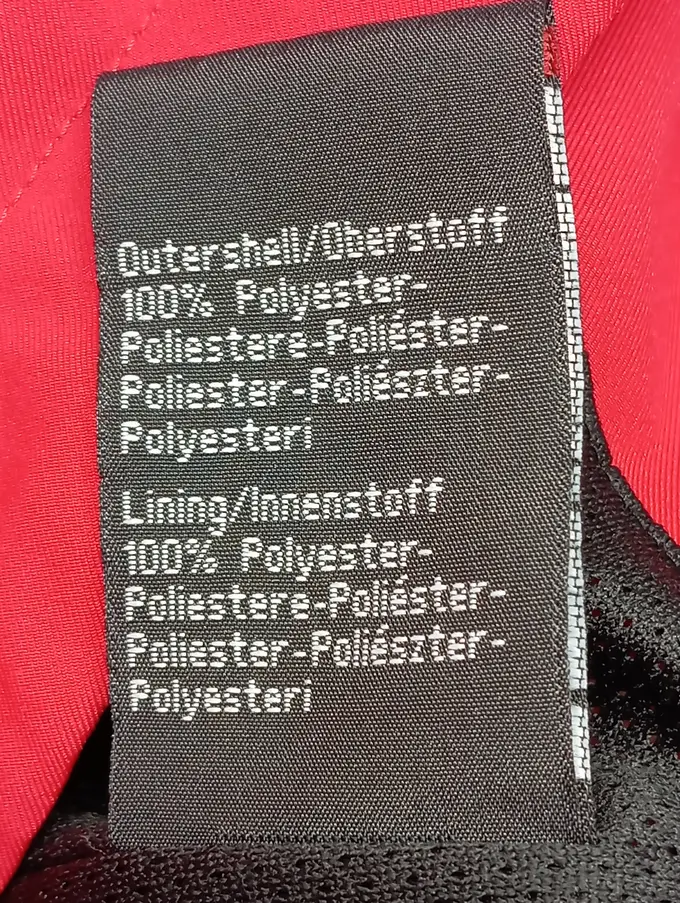 Outershell/Oberstoff
100% Polyester-
Poliestere-Poliéster-
Poliester-Poliészter-
Polyesteri
Lining/Innenstoff
100% Polyester-
Poliestere-Poliéster-
Poliester-Poliészter-
Polyesteri